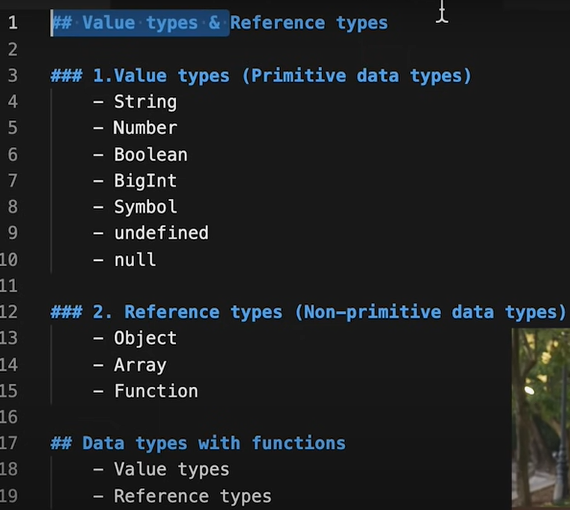 1 ## Value types & Reference types
2
3 ### 1.Value types (Primitive data types)
4 - String
5 - Number
6 - Boolean
7 - BigInt
8 - Symbol
9 - undefined
10 - null
11
12 ### 2. Reference types (Non-primitive data types)
13 - Object
14 - Array
15 - Function
16
17 ## Data types with functions
18 - Value types
19 - Reference types